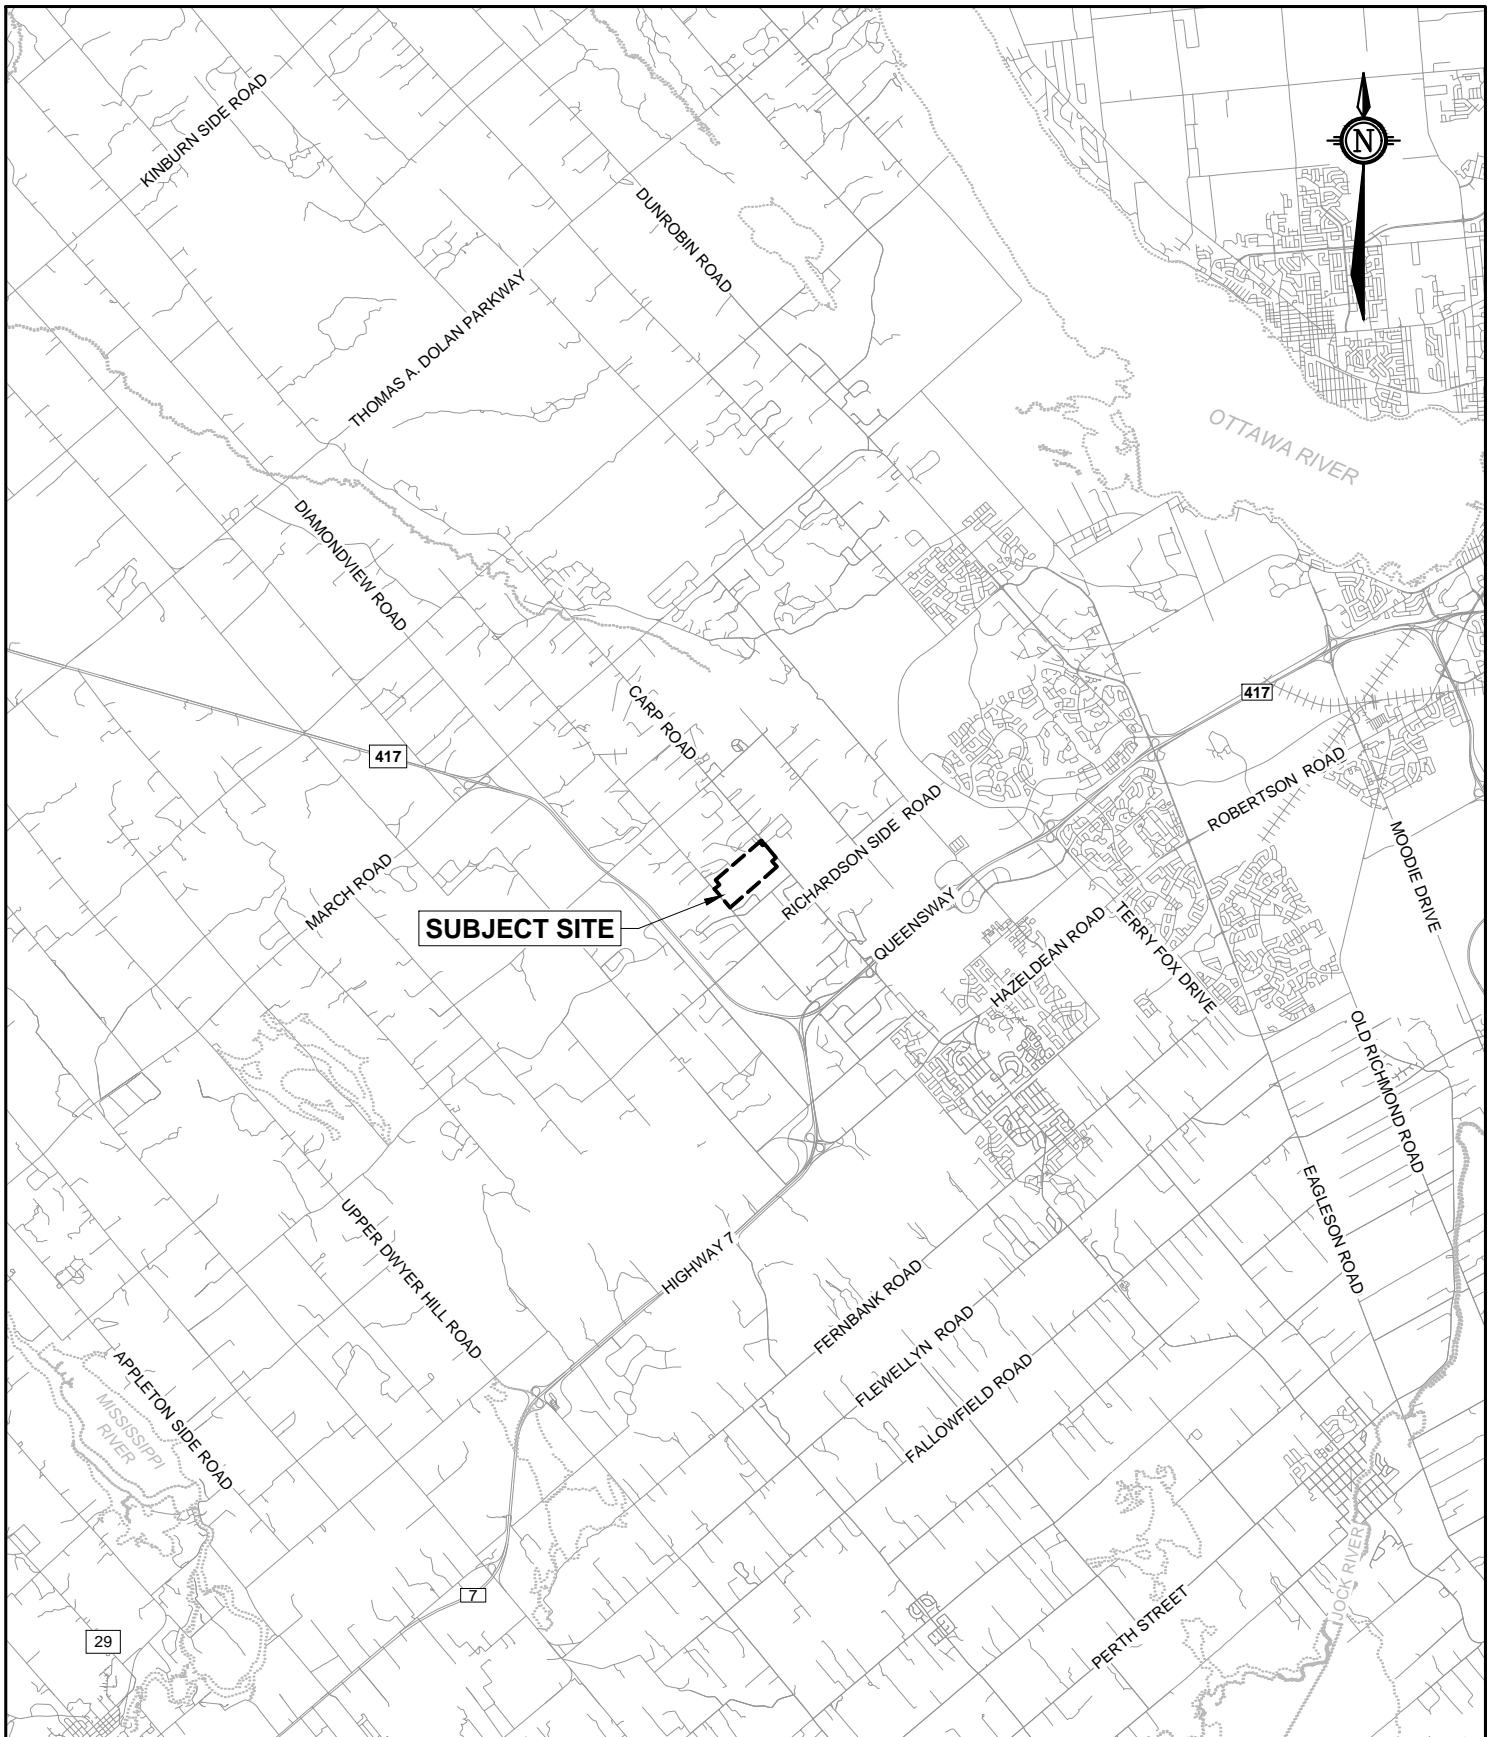 KINBURN SIDE ROAD
N
DUNROBIN ROAD
THOMAS A. DOLAN PARKWAY
OTTAWA RIVER
DIAMONDVIEW ROAD
CARP ROAD
417
417
ROBERTSON ROAD
RICHARDSON SIDE ROAD
MOODIE DRIVE
MARCH ROAD
SUBJECT SITE
QUEENSWAY
HAZELDEAN ROAD
TERRY FOX DRIVE
OLD RICHMOND ROAD
EAGLESON ROAD
UPPER DWYER HILL ROAD
HIGHWAY 7
FERNBANK ROAD
FLEWELLYN ROAD
FALLOWFIELD ROAD
APPLETON SIDE ROAD
MISSISSIPPI
RIVER
JOCK RIVER
7
PERTH STREET
29